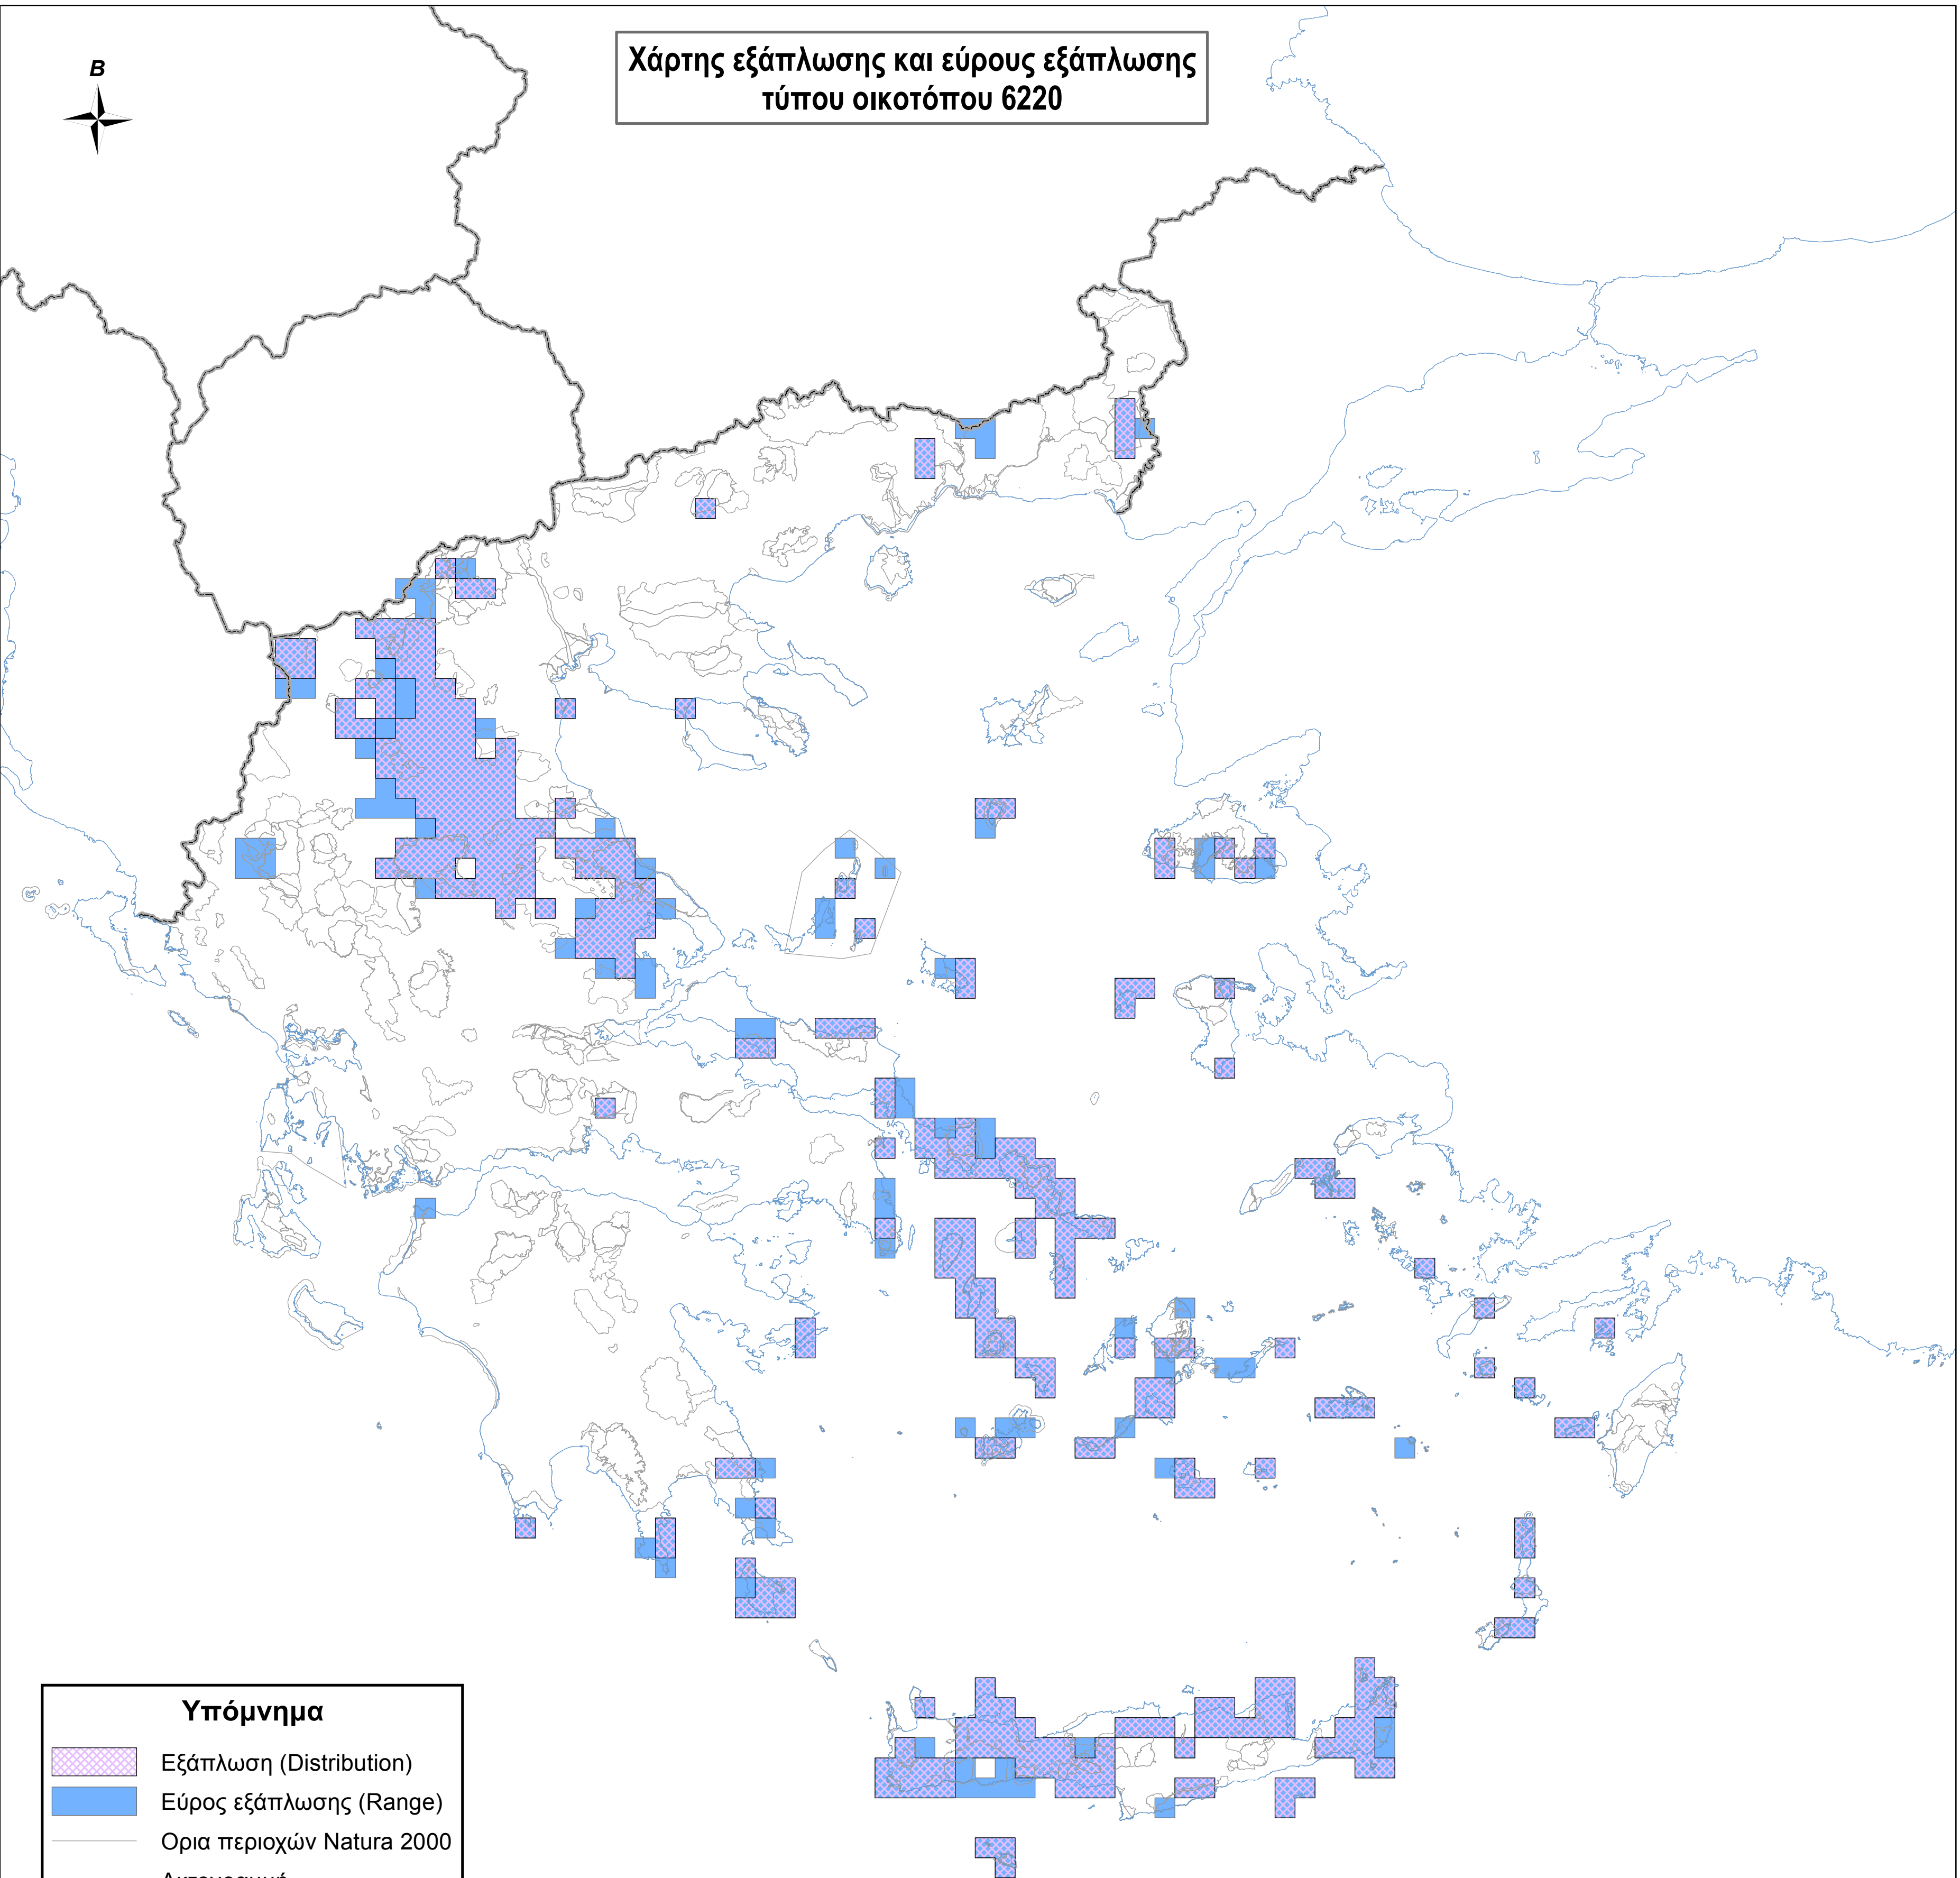 Χάρτης εξάπλωσης και εύρους εξάπλωσης
τύπου οικοτόπου 6220
Β
Υπόμνημα
Εξάπλωση (Distribution)
Εύρος εξάπλωσης (Range)
Ορια περιοχών Natura 2000